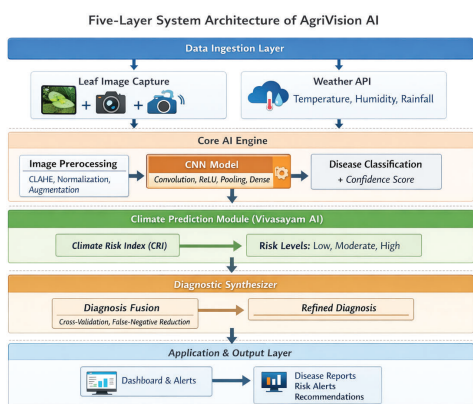 Five-Layer System Architecture of AgriVision AI
Data Ingestion Layer
Leaf Image Capture
+ +
Weather API
Temperature, Humidity, Rainfall
Core AI Engine
Image Prerocessing
CLAHE, Normalization,
Augmentation
CNN Model
Convolution, ReLU, Pooling, Dense
Disease Classification
+ Confidence Score
Climate Prediction Module (Vivasayam AI)
Climate Risk Index (CRI)
Risk Levels: Low, Moderate, High
Diagnostic Synthesizer
Diagnosis Fusion
Cross-Validation, False-Negative Reduction
Refined Diagnosis
Application & Output Layer
Dashboard & Alerts
Disease Reports
Risk Alerts
Recommendations